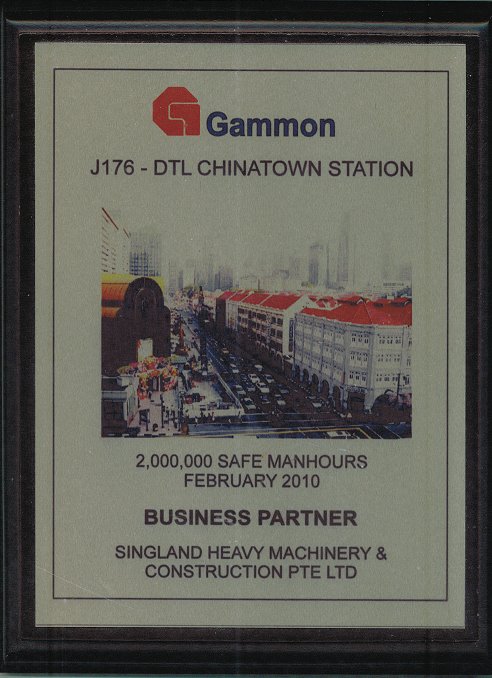 Gammon
J176 - DTL CHINATOWN STATION
2,000,000 SAFE MANHOURS
FEBRUARY 2010
BUSINESS PARTNER
SINGLAND HEAVY MACHINERY &
CONSTRUCTION PTE LTD